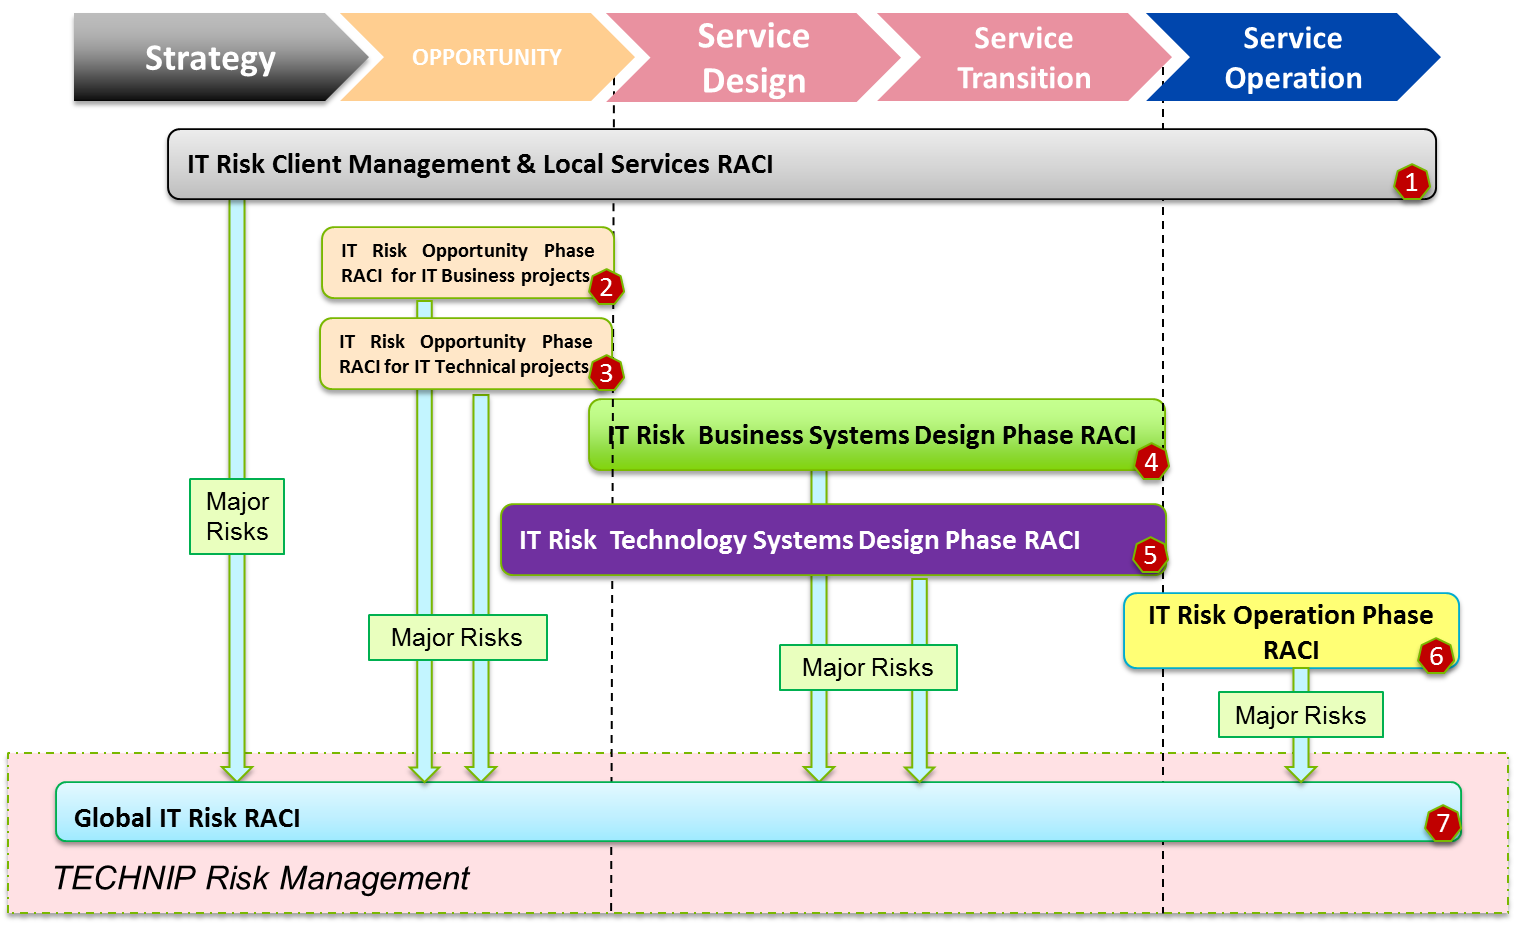 Strategy
OPPORTUNITY
Service
Design
Service
Transition
Service
Operation
IT Risk Client Management & Local Services RACI
1
IT Risk Opportunity Phase
RACI for IT Business projects
2
IT Risk Opportunity Phase
RACI for IT Technical projects
3
IT Risk Business Systems Design Phase RACI
4
Major
Risks
IT Risk Technology Systems Design Phase RACI
5
IT Risk Operation Phase
RACI
6
Major Risks
Major Risks
Major Risks
Global IT Risk RACI
7
TECHNIP Risk Management